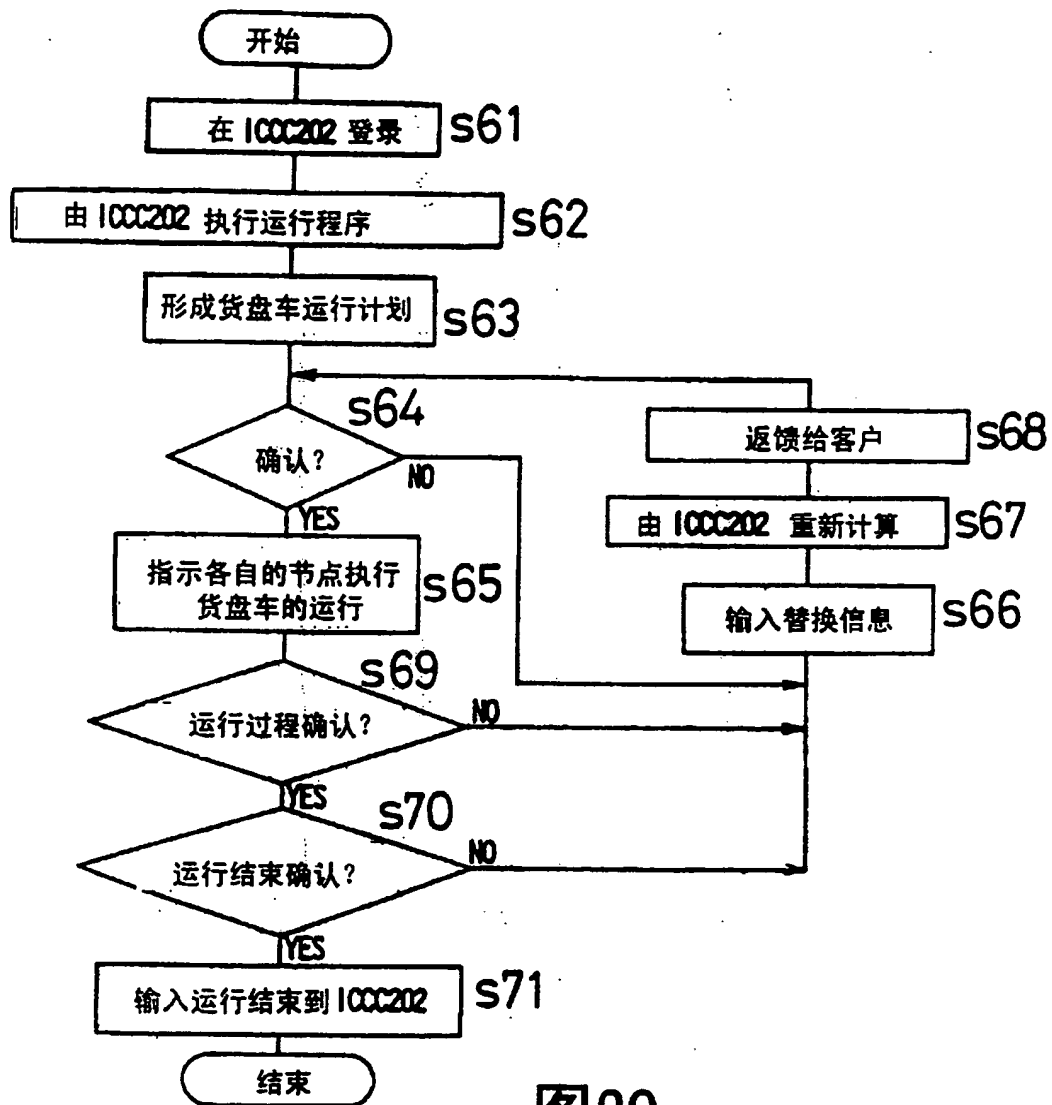 开始
在 ICCC202 登录
s61
由 ICCC202 执行运行程序
s62
形成货盘车运行计划
s63
s64
确认?
NO
YES
指示各自的节点执行
货盘车的运行
s65
s69
运行过程确认?
NO
YES
s70
运行结束确认?
NO
YES
输入运行结束到 ICCC202
s71
结束
返馈给客户
s68
由 ICCC202 重新计算
s67
输入替换信息
s66